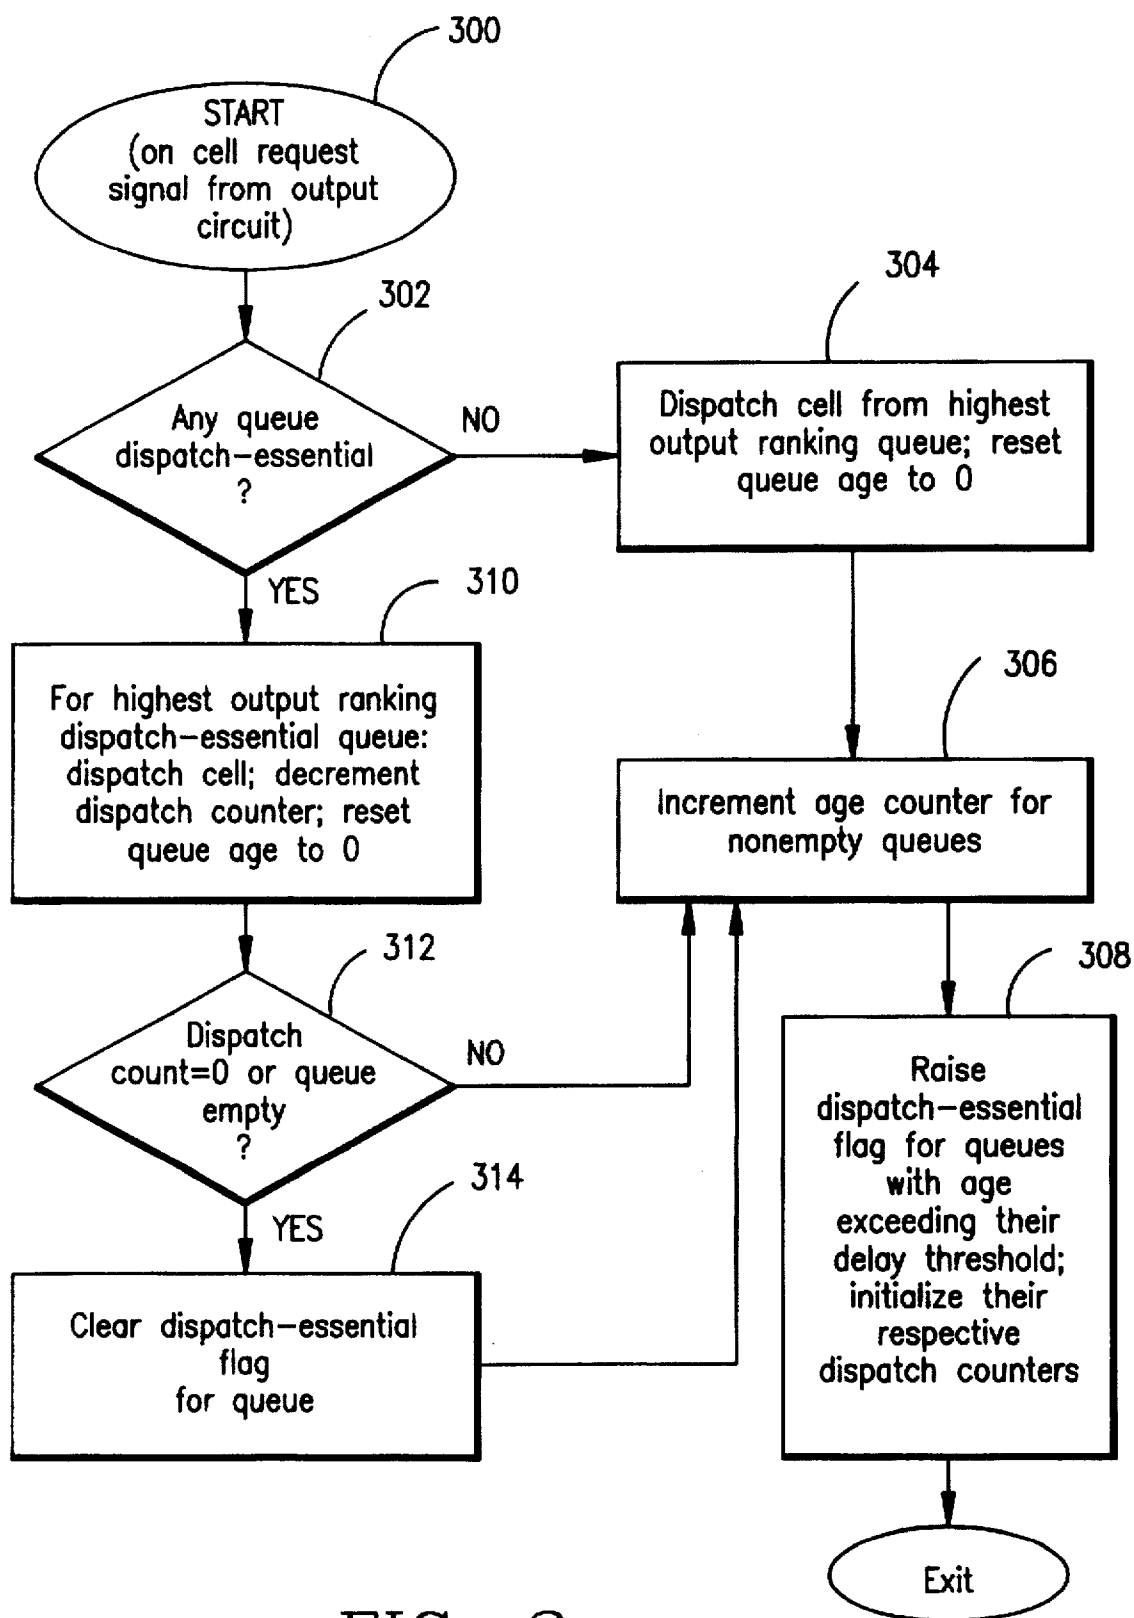 300
START
(on cell request
signal from output
circuit)
302
Any queue
dispatch-essential
?
NO
YES
304
Dispatch cell from highest
output ranking queue; reset
queue age to 0
310
For highest output ranking
dispatch-essential queue:
dispatch cell; decrement
dispatch counter; reset
queue age to 0
306
Increment age counter for
nonempty queues
312
Dispatch
count=0 or queue
empty
?
NO
YES
308
Raise
dispatch-essential
flag for queues
with age
exceeding their
delay threshold;
initialize their
respective
dispatch counters
314
Clear dispatch-essential
flag
for queue
Exit